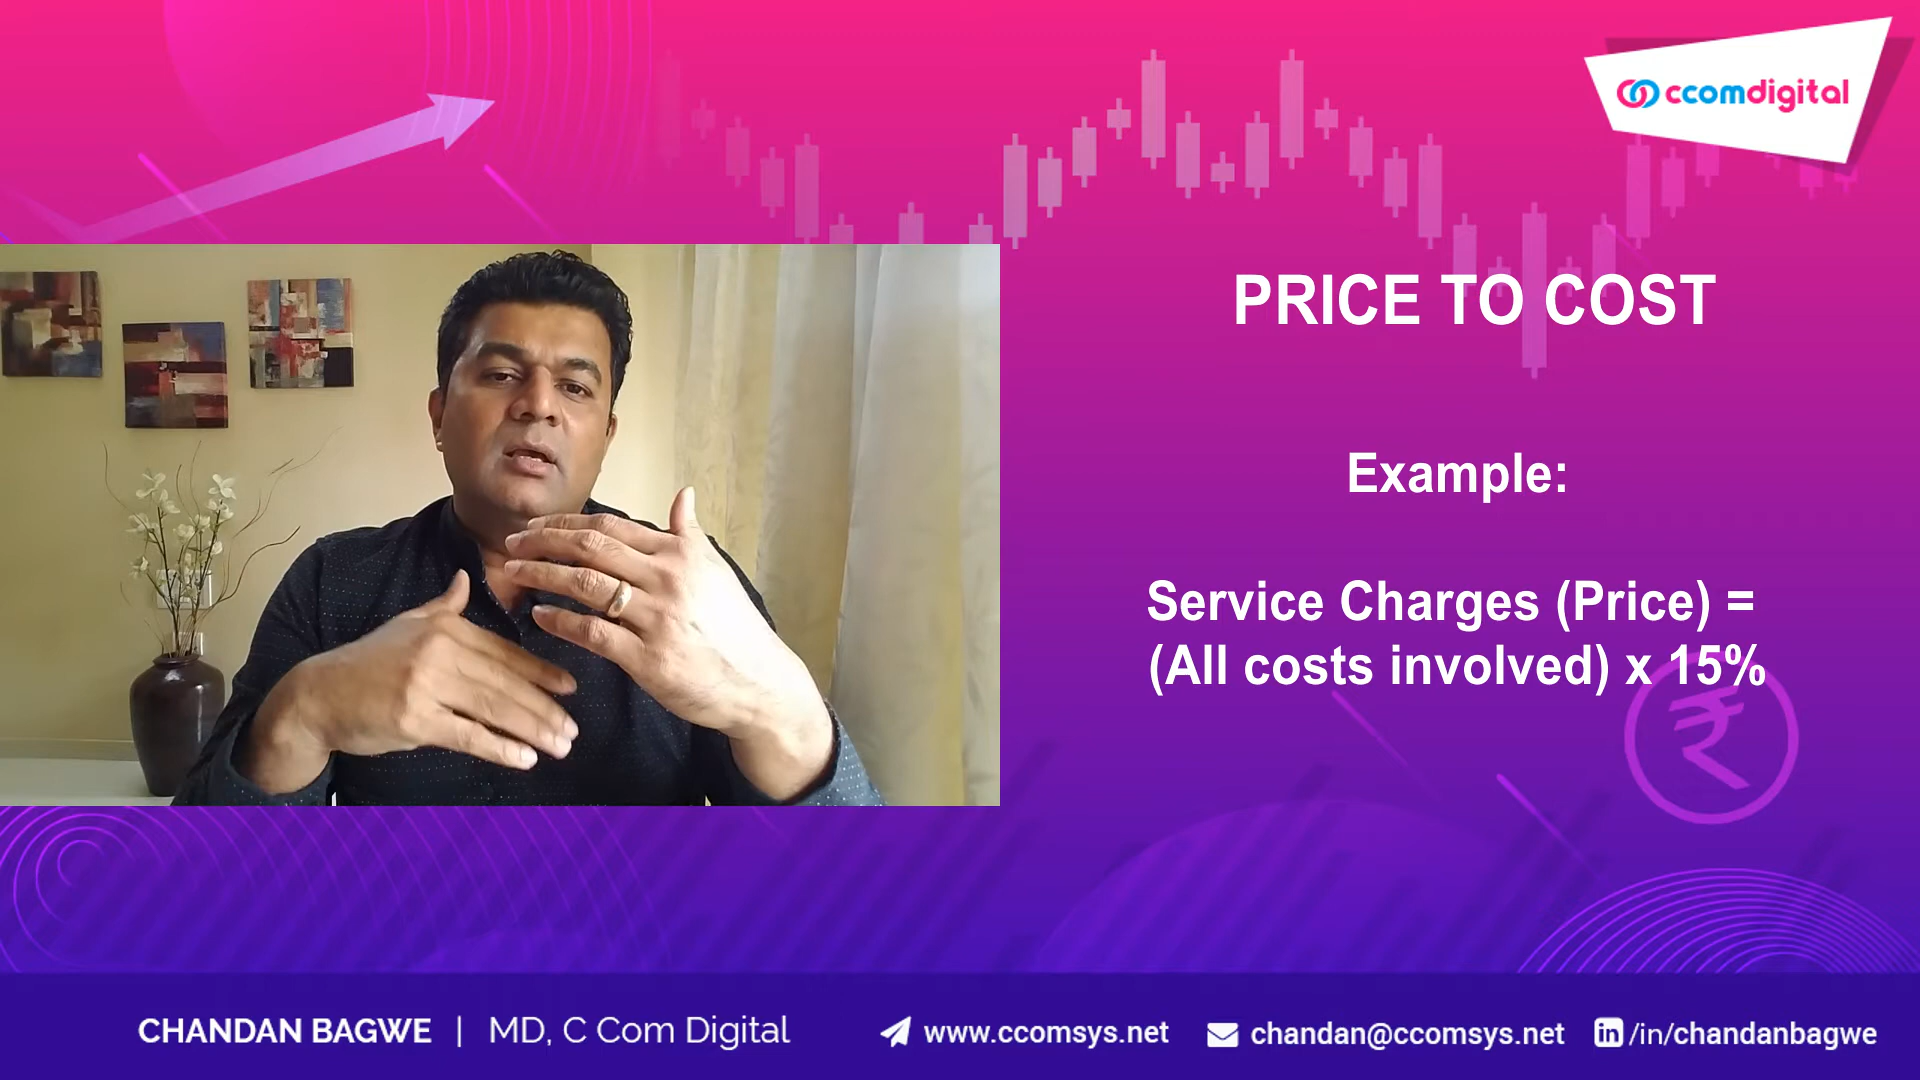 ccomdigital
PRICE TO COST
Example:
Service Charges (Price) =
(All costs involved) x 15%
₹
CHANDAN BAGWE | MD, C Com Digital
www.ccomsys.net
chandan@ccomsys.net
in /in/chandanbagwe